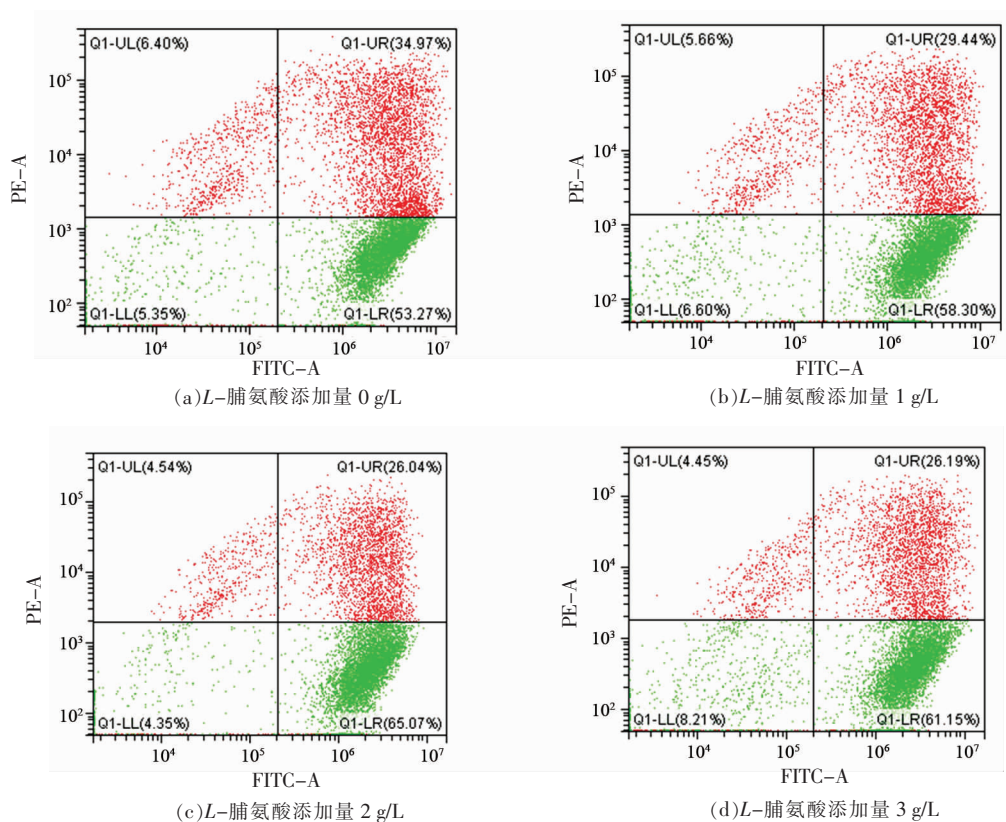 Q1-UL(6.40%)
Q1-UR(34.97%)
10⁵
10⁴
10³
10²
PE-A
Q1-LL(5.35%)
Q1-LR(53.27%)
10⁴ 10⁵ 10⁶ 10⁷
FITC-A
(a)L-脯氨酸添加量 0 g/L
Q1-UL(5.66%)
Q1-UR(29.44%)
10⁵
10⁴
10³
10²
PE-A
Q1-LL(6.60%)
Q1-LR(58.30%)
10⁴ 10⁵ 10⁶ 10⁷
FITC-A
(b)L-脯氨酸添加量 1 g/L
Q1-UL(4.54%)
Q1-UR(26.04%)
10⁵
10⁴
10³
10²
PE-A
Q1-LL(4.35%)
Q1-LR(65.07%)
10⁴ 10⁵ 10⁶ 10⁷
FITC-A
(c)L-脯氨酸添加量 2 g/L
Q1-UL(4.45%)
Q1-UR(26.19%)
10⁵
10⁴
10³
10²
PE-A
Q1-LL(8.21%)
Q1-LR(61.15%)
10⁴ 10⁵ 10⁶ 10⁷
FITC-A
(d)L-脯氨酸添加量 3 g/L